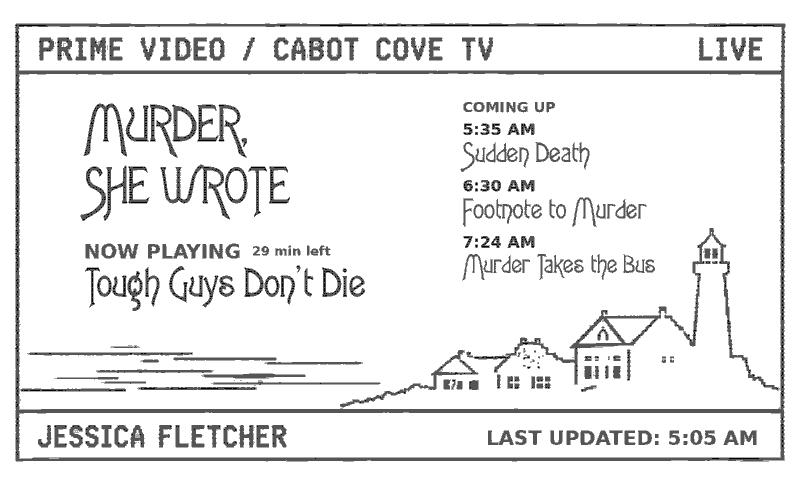 PRIME VIDEO / CABOT COVE TV
LIVE
MURDER,
SHE WROTE
NOW PLAYING 29 min left
Tough Guys Don't Die
COMING UP
5:35 AM
Sudden Death
6:30 AM
Footnote to Murder
7:24 AM
Murder Takes the Bus
JESSICA FLETCHER
LAST UPDATED: 5:05 AM